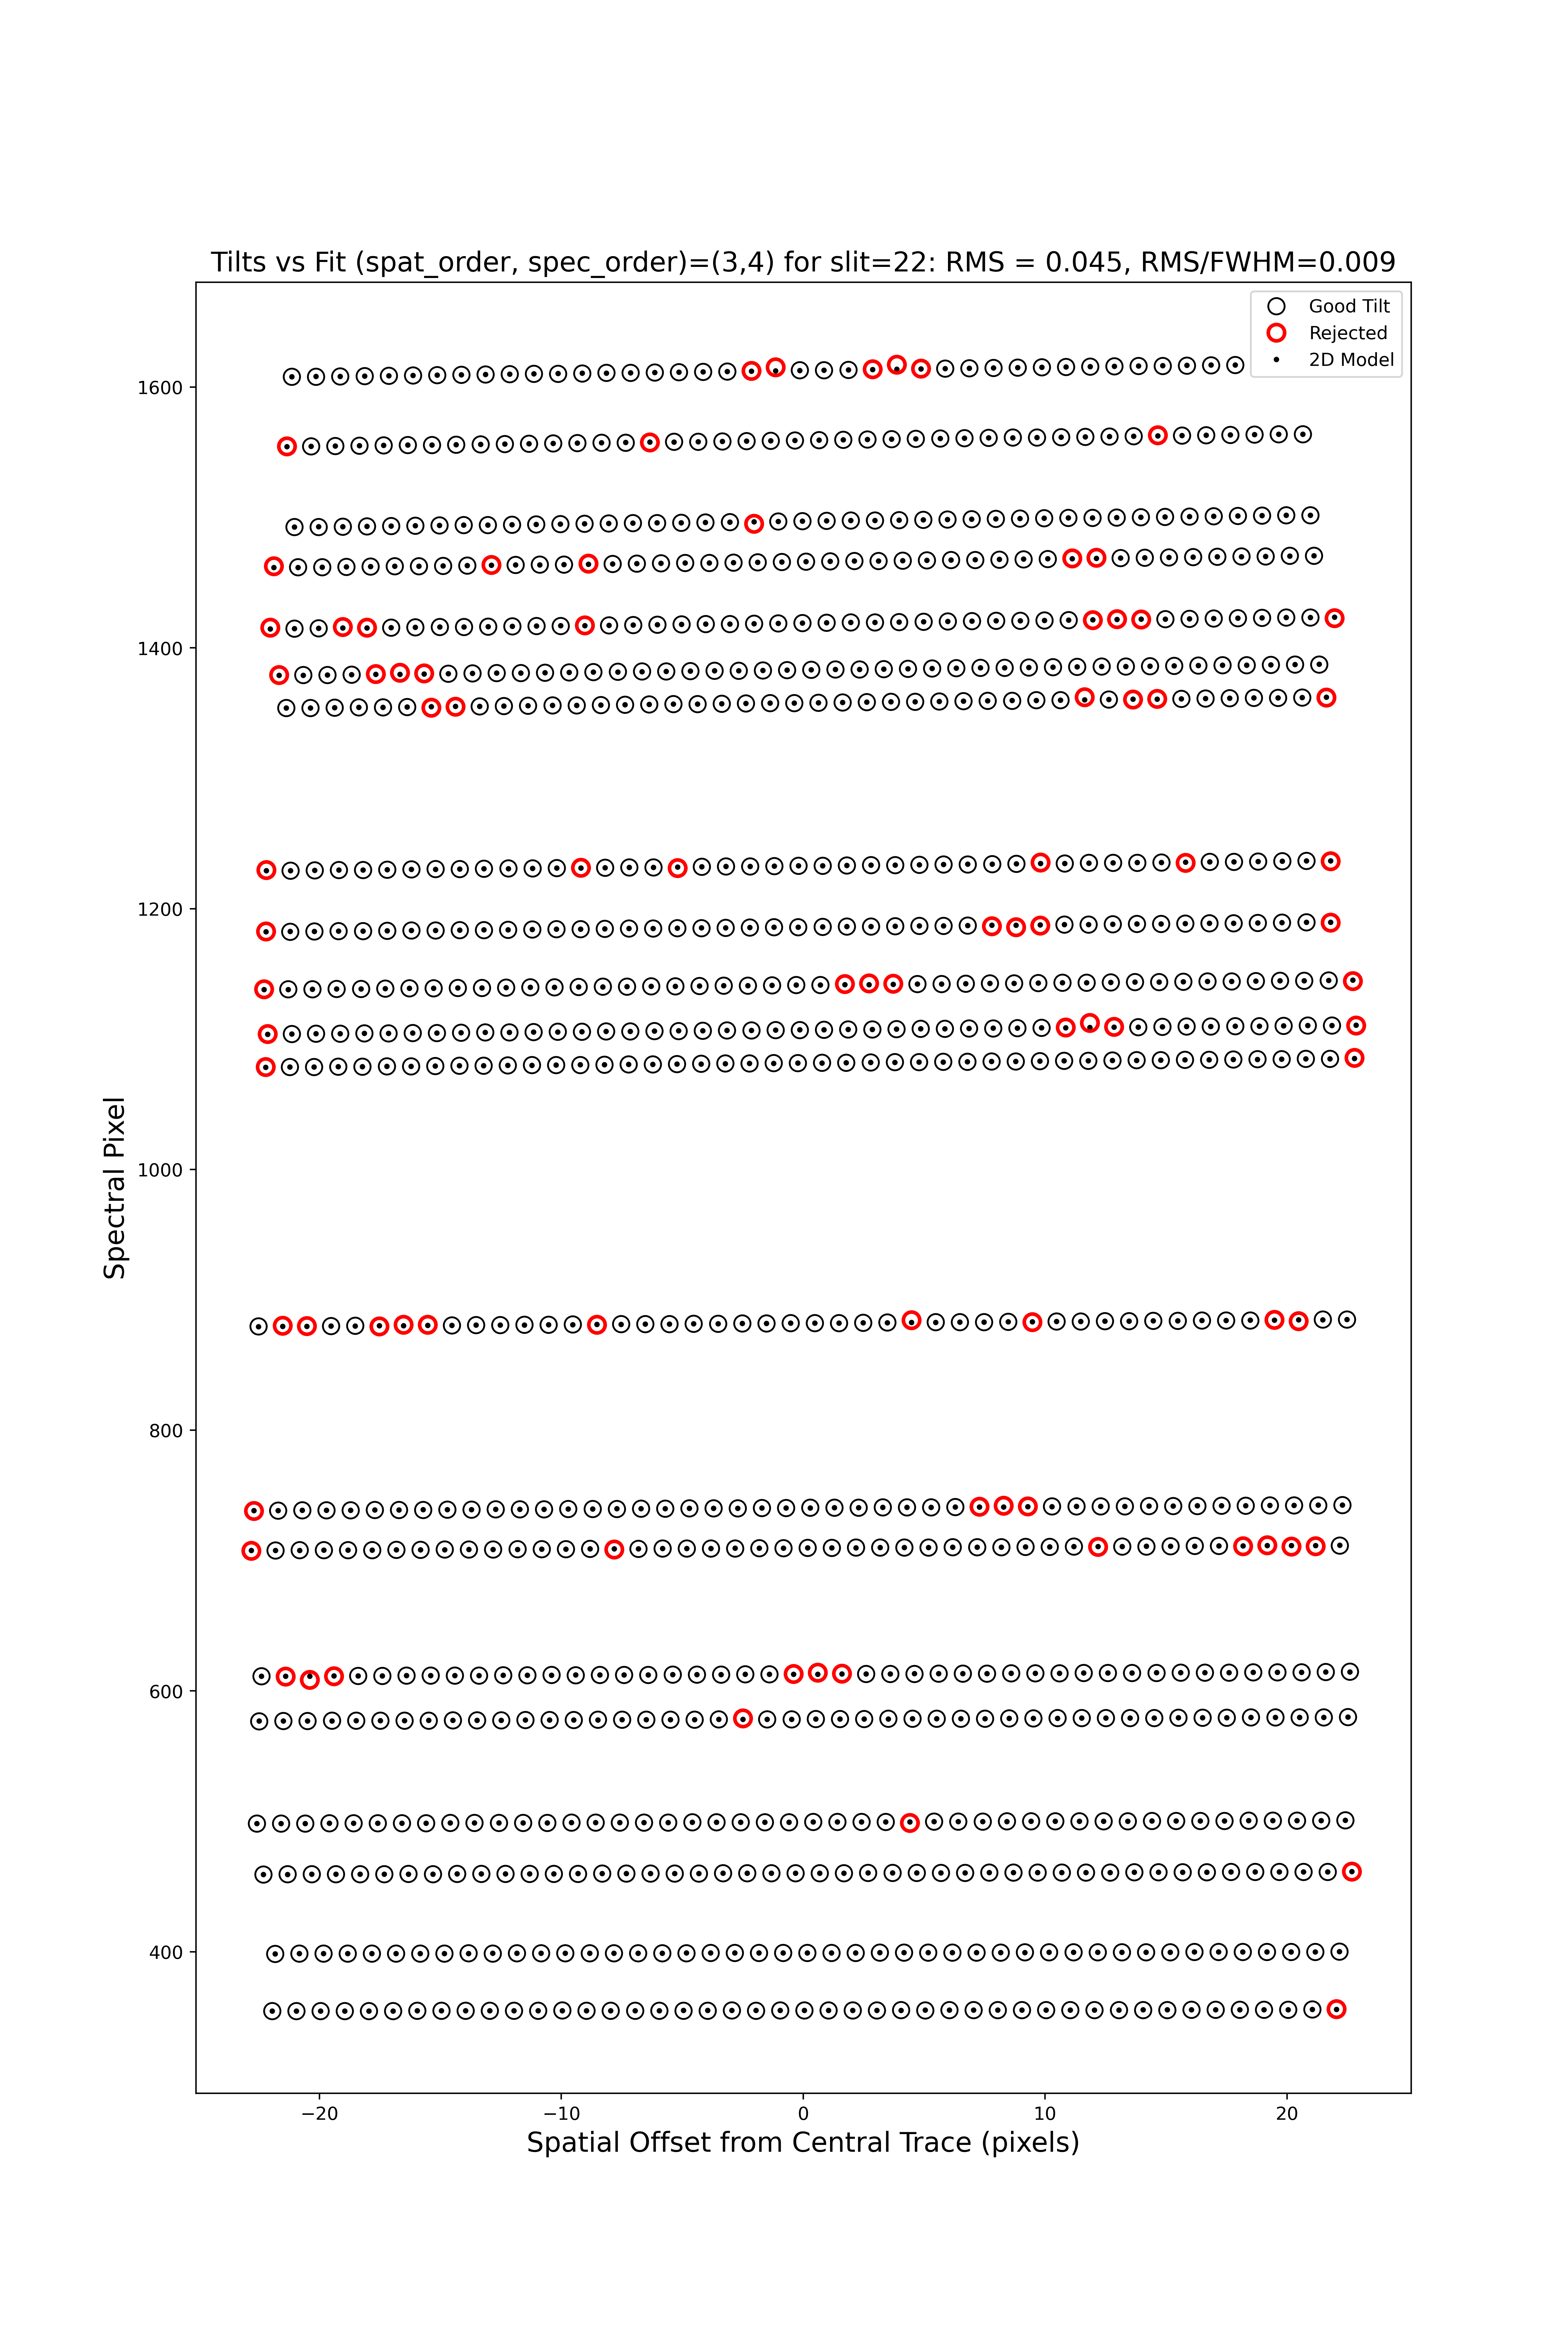 Tilts vs Fit (spat_order, spec_order)=(3,4) for slit=22: RMS = 0.045, RMS/FWHM=0.009
Good Tilt
Rejected
2D Model
1600
1400
1200
1000
800
600
400
Spectral Pixel
−20
−10
0
10
20
Spatial Offset from Central Trace (pixels)